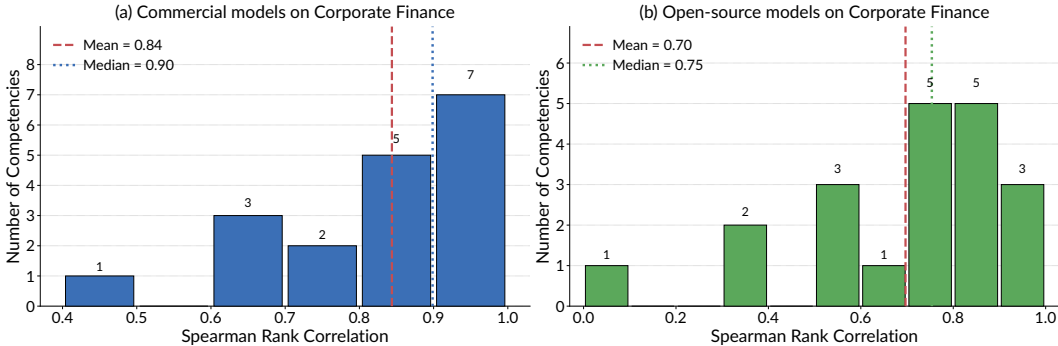 (a) Commercial models on Corporate Finance
Mean = 0.84
Median = 0.90
Number of Competencies
8
7
6
5
4
3
2
1
0
1
3
2
5
7
0.4 0.5 0.6 0.7 0.8 0.9 1.0
Spearman Rank Correlation
(b) Open-source models on Corporate Finance
Mean = 0.70
Median = 0.75
Number of Competencies
6
5
4
3
2
1
0
1
2
3
1
5
5
3
0.0 0.2 0.4 0.6 0.8 1.0
Spearman Rank Correlation